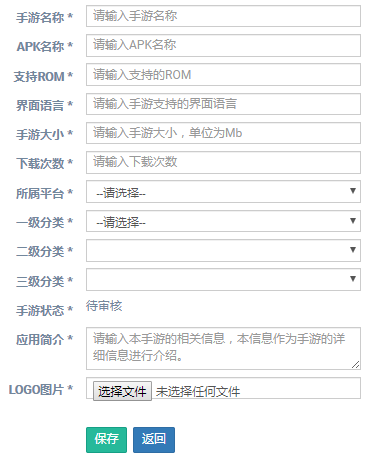 手游名称 * 请输入手游名称
APK名称 * 请输入APK名称
支持ROM * 请输入支持的ROM
界面语言 * 请输入手游支持的界面语言
手游大小 * 请输入手游大小，单位为Mb
下载次数 * 请输入下载次数
所属平台 * --请选择--
一级分类 * --请选择--
二级分类 *
三级分类 *
手游状态 * 待审核
应用简介 * 请输入本手游的相关信息，本信息作为手游的详
细信息进行介绍。
LOGO图片 * 选择文件 未选择任何文件
保存 返回